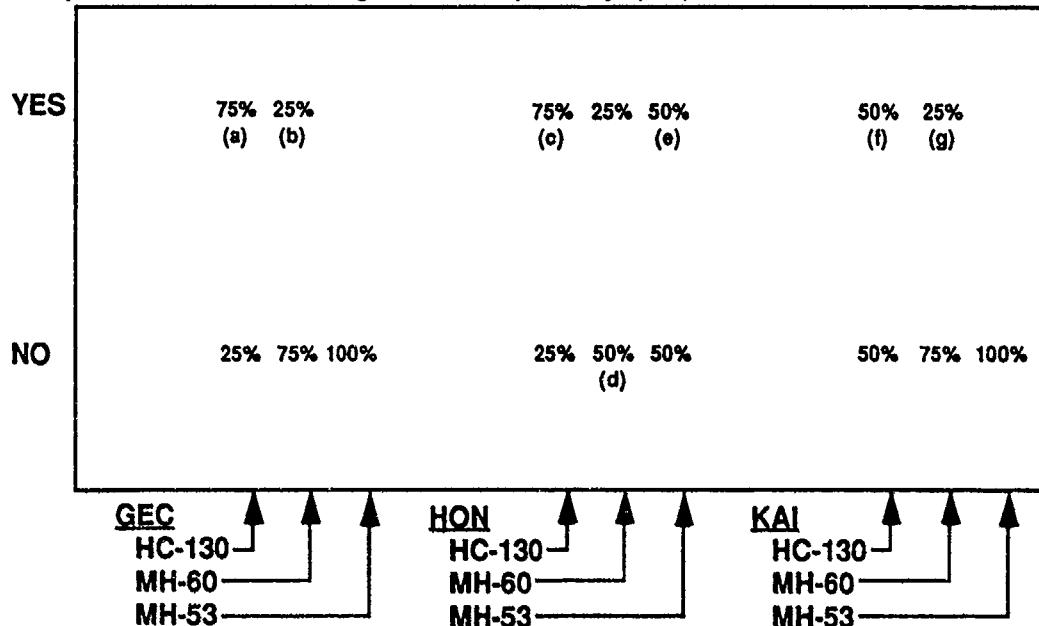 YES
75% 25% 75% 25% 50% 50% 25%
(a) (b) (c) (e) (f) (g)
NO
25% 75% 100% 25% 50% 50% 50% 75% 100%
(d)
GEC HON KAI
HC-130 HC-130 HC-130
MH-60 MH-60 MH-60
MH-53 MH-53 MH-53